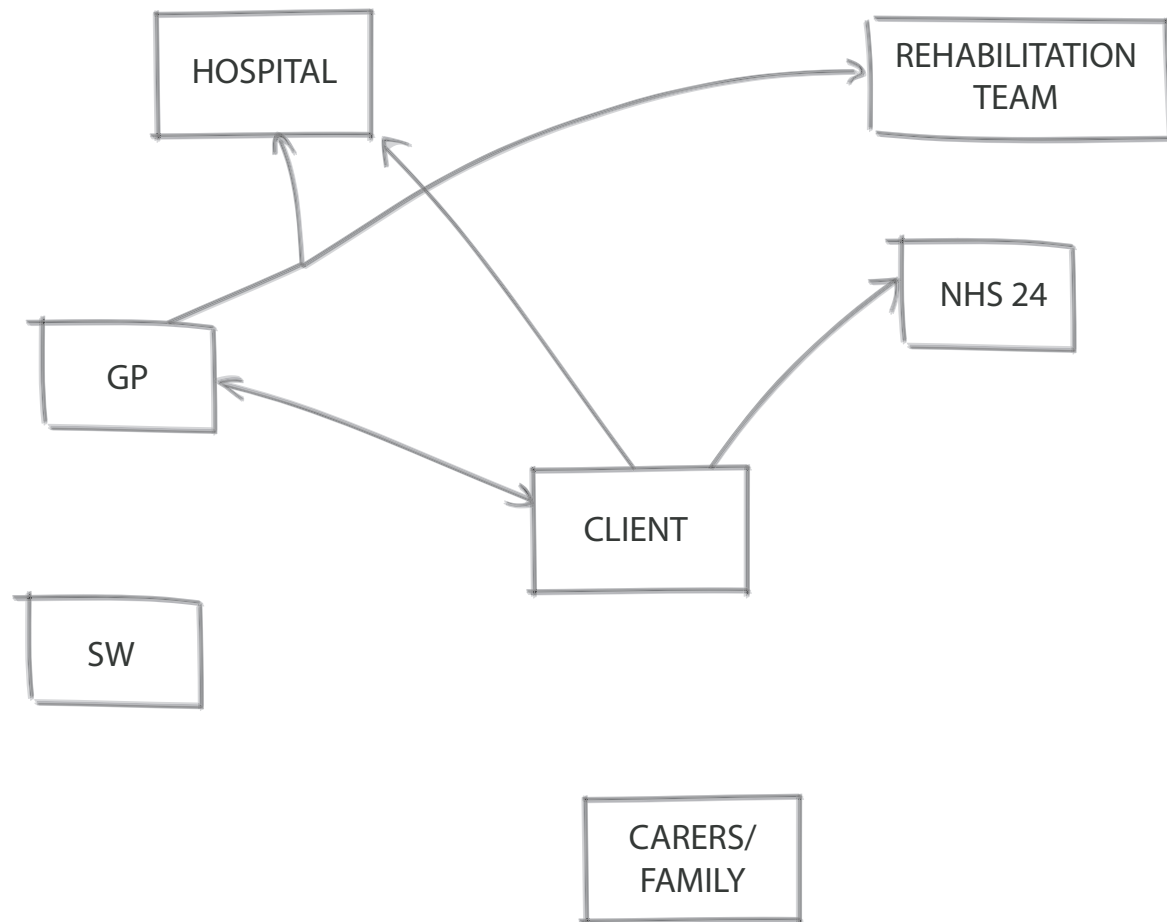 HOSPITAL
REHABILITATION
TEAM
NHS 24
GP
CLIENT
SW
CARERS/
FAMILY